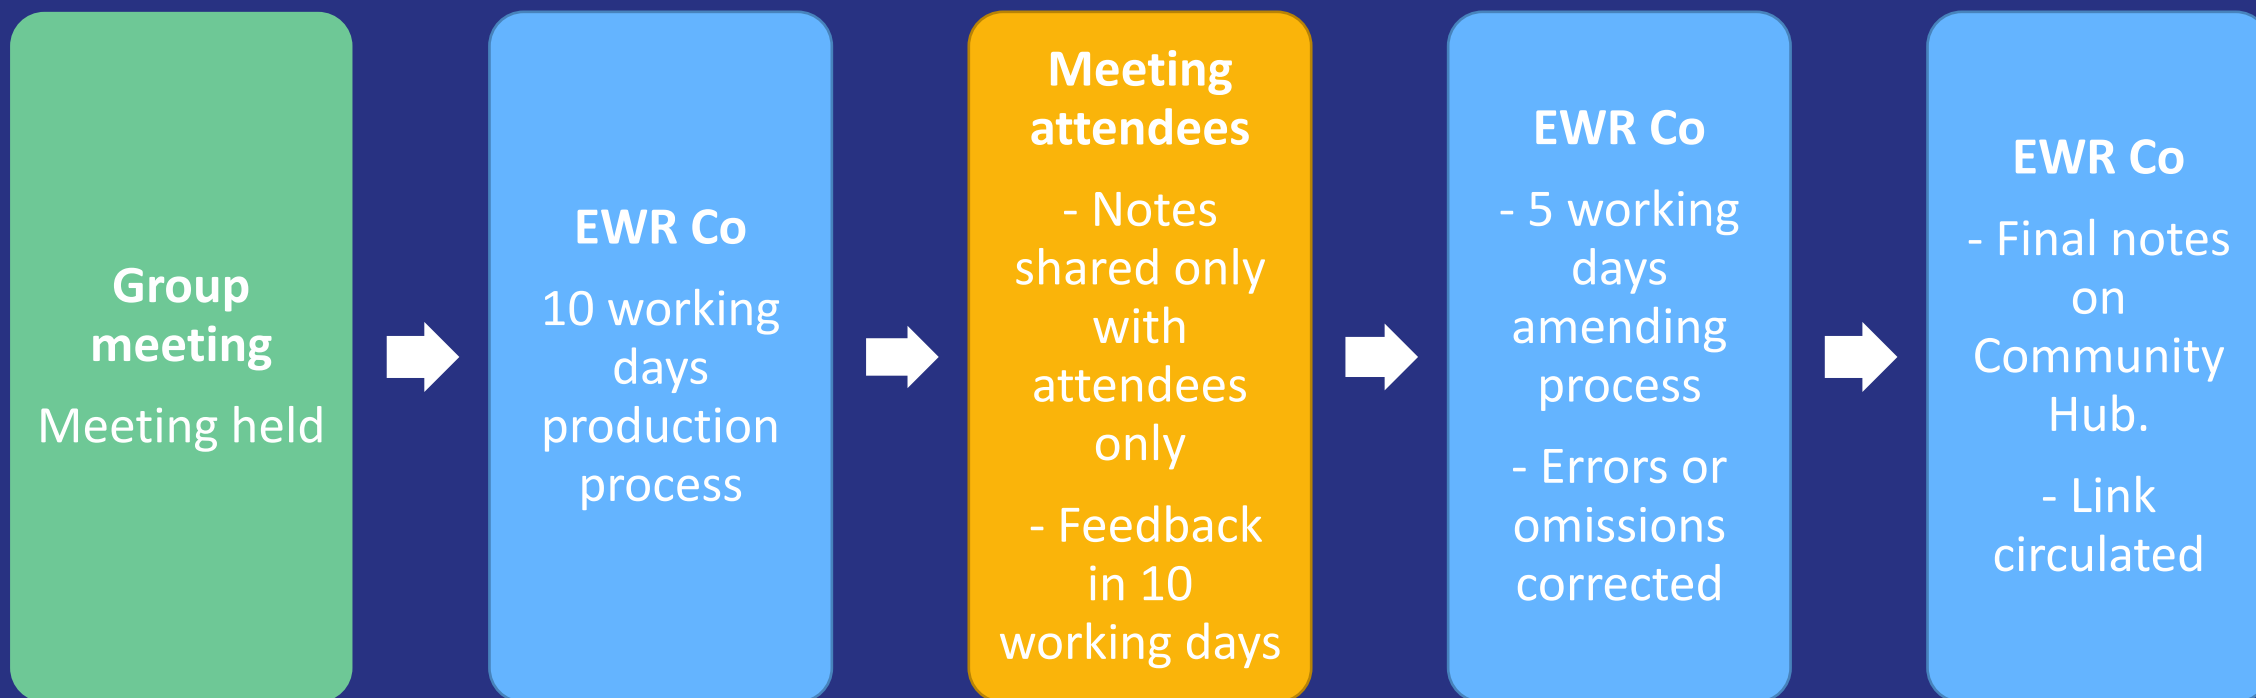 Group
meeting
Meeting held
EWR Co
10 working
days
production
process
Meeting
attendees
- Notes
shared only
with
attendees
only
- Feedback
in 10
working days
EWR Co
- 5 working
days
amending
process
- Errors or
omissions
corrected
EWR Co
- Final notes
on
Community
Hub.
- Link
circulated